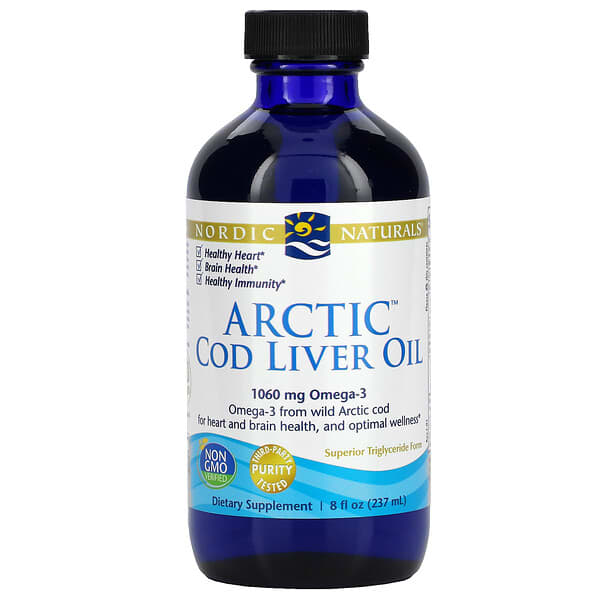 NORDIC NATURALS®
Healthy Heart*
Brain Health*
Healthy Immunity*
ARCTIC™
COD LIVER OIL
1060 mg Omega-3
Omega-3 from wild Arctic cod
for heart and brain health, and optimal wellness*
Superior Triglyceride Form
NON
GMO
VERIFIED
THIRD-PARTY
PURITY
TESTED
Dietary Supplement | 8 fl oz (237 mL)